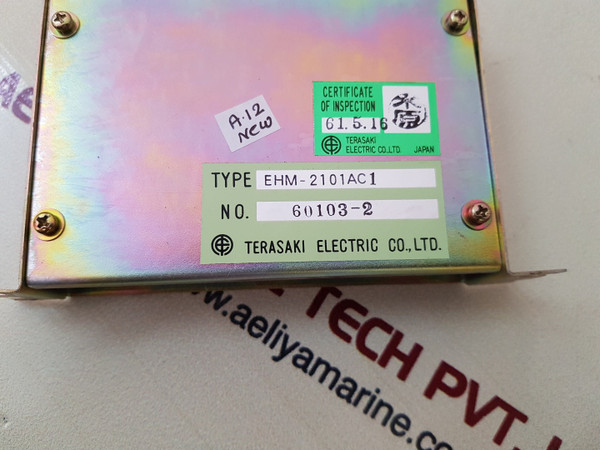 CERTIFICATE
OF INSPECTION
61.5.16
TERASAKI
ELECTRIC CO.,LTD. JAPAN
A.12
NEW
TYPE EHM-2101AC1
NO. 60103-2
TERASAKI ELECTRIC CO., LTD.
TECH PVT.
www.aeliyamarine.co